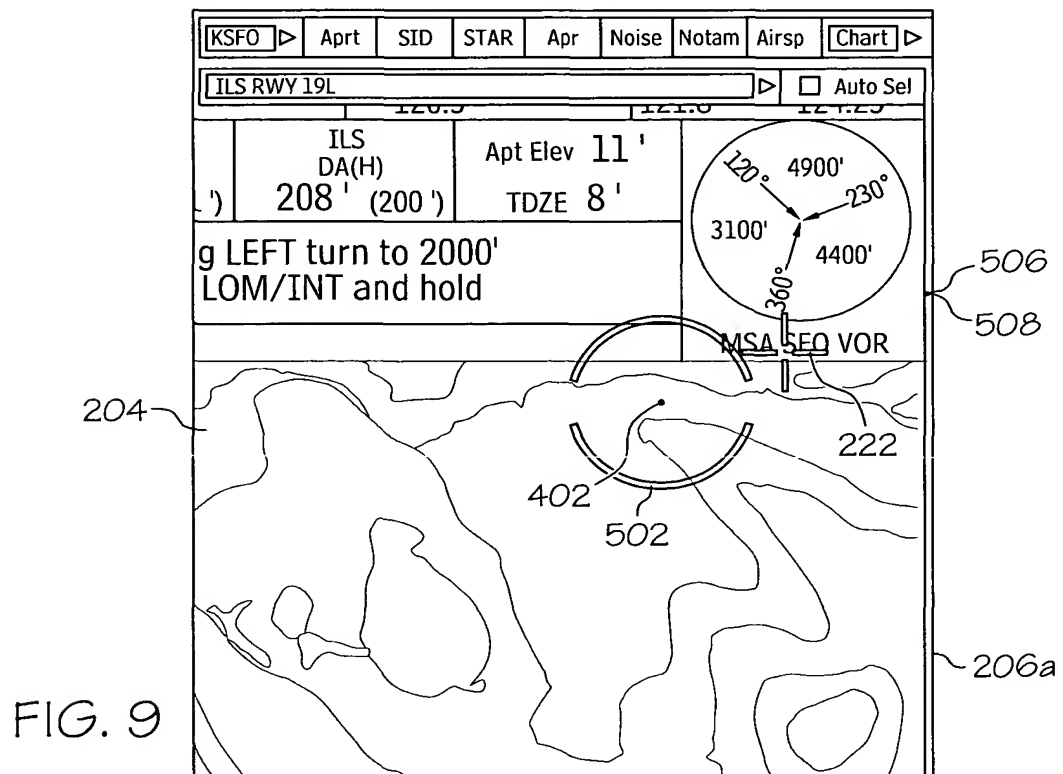 KSFO Aprt SID STAR Apr Noise Notam Airsp Chart
ILS RWY 19L Auto Sel
ILS
DA(H)
208' (200')
Apt Elev 11'
TDZE 8'
')
120° 4900' 230°
3100' 4400'
360°
g LEFT turn to 2000'
LOM/INT and hold
MSA SFO VOR
506
508
204
222
402
502
206a
FIG. 9